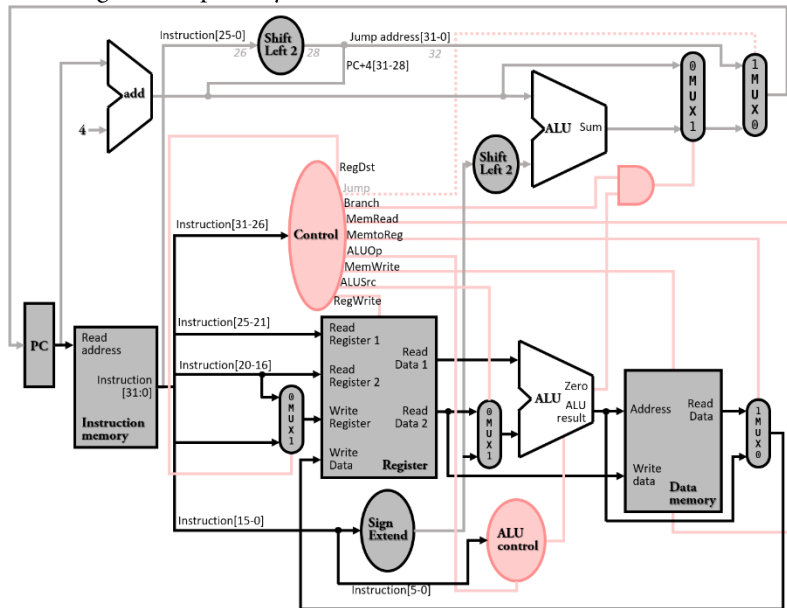 Instruction[25-0]
26
Shift
Left 2
28
Jump address[31-0]
32
PC+4[31-28]
add
4
0
M
U
X
1
1
M
U
X
0
ALU
Sum
Shift
Left 2
RegDst
Jump
Branch
MemRead
MemtoReg
ALUOp
MemWrite
ALUSrc
RegWrite
Control
Instruction[31-26]
PC
Read
address
Instruction
[31:0]
Instruction
memory
Instruction[25-21]
Instruction[20-16]
0
M
U
X
1
Read
Register 1
Read
Register 2
Write
Register
Write
Data
Read
Data 1
Read
Data 2
Register
0
M
U
X
1
ALU
Zero
ALU
result
Address
Read
Data
Write
data
Data
memory
1
M
U
X
0
Instruction[15-0]
Sign
Extend
ALU
control
Instruction[5-0]